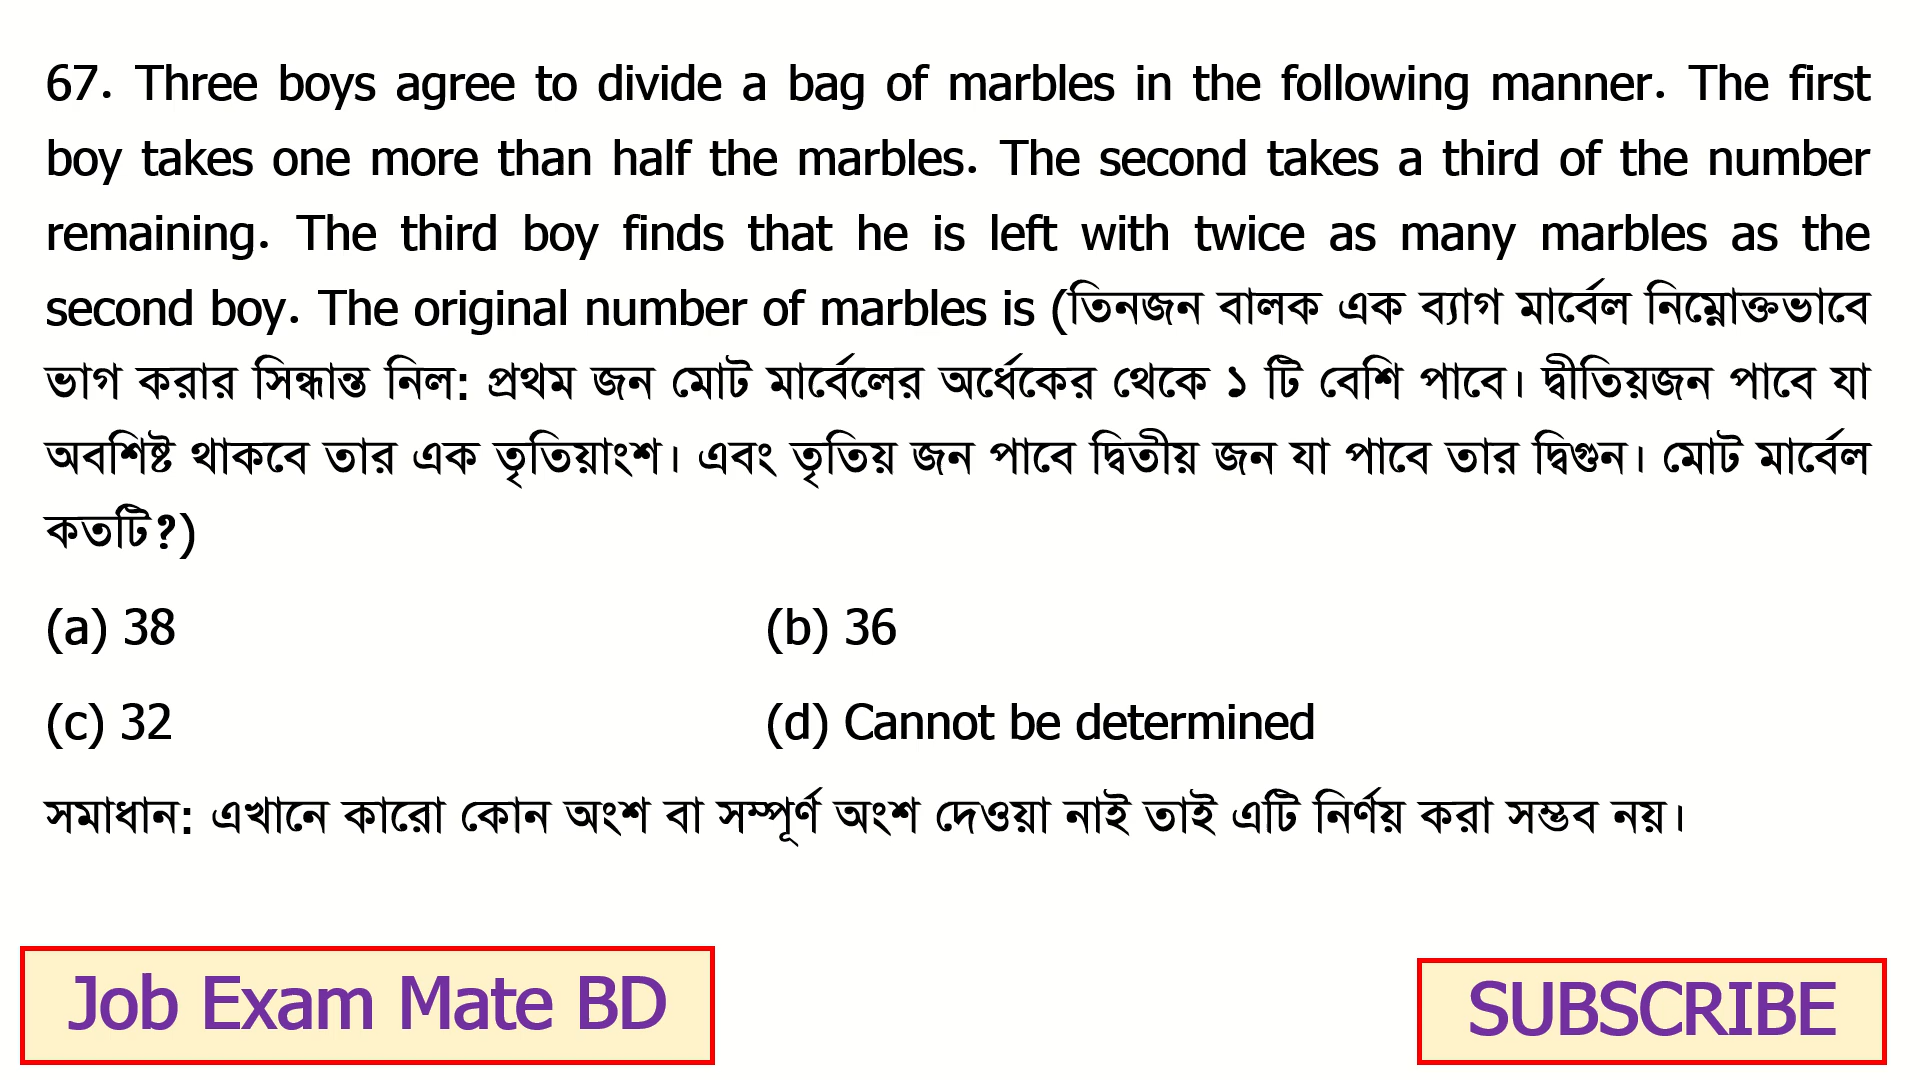 67. Three boys agree to divide a bag of marbles in the following manner. The first
boy takes one more than half the marbles. The second takes a third of the number
remaining. The third boy finds that he is left with twice as many marbles as the
second boy. The original number of marbles is (তিনজন বালক এক ব্যাগ মার্বেল নিম্নোক্তভাবে
ভাগ করার সিন্ধান্ত নিল: প্রথম জন মোট মার্বেলের অর্ধেকের থেকে ১ টি বেশি পাবে। দ্বীতিয়জন পাবে যা
অবশিষ্ট থাকবে তার এক তৃতিয়াংশ। এবং তৃতিয় জন পাবে দ্বিতীয় জন যা পাবে তার দ্বিগুন। মোট মার্বেল
কতটি?)
(a) 38 (b) 36
(c) 32 (d) Cannot be determined
সমাধান: এখানে কারো কোন অংশ বা সম্পূর্ণ অংশ দেওয়া নাই তাই এটি নির্ণয় করা সম্ভব নয়।
Job Exam Mate BD
SUBSCRIBE